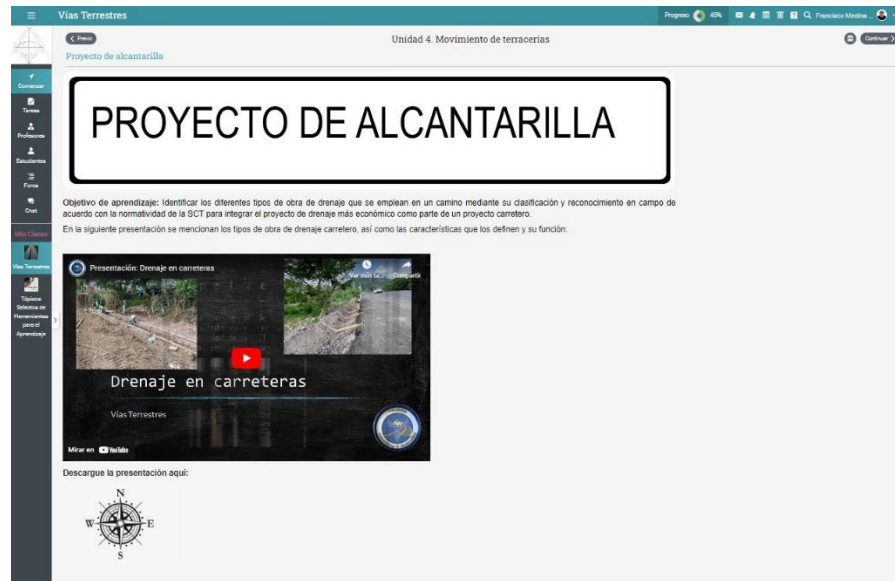 Vías Terrestres
Progreso 45% Francisco Medina ...
Previo
Unidad 4. Movimiento de terracerías
Continuar
Proyecto de alcantarilla
Comenzar
Tareas
Profesores
Estudiantes
Foros
Chat
Mis Clases
Vías Terrestres
Tópicos
Selectos de
Herramientas
para el
Aprendizaje
PROYECTO DE ALCANTARILLA
Objetivo de aprendizaje: Identificar los diferentes tipos de obra de drenaje que se emplean en un camino mediante su clasificación y reconocimiento en campo de
acuerdo con la normatividad de la SCT para integrar el proyecto de drenaje más económico como parte de un proyecto carretero.
En la siguiente presentación se mencionan los tipos de obra de drenaje carretero, así como las características que los definen y su función:
Presentación: Drenaje en carreteras
Ver más ta... Compartir
Drenaje en carreteras
Vías Terrestres
Mirar en YouTube
Descargue la presentación aquí:
N
W E
S